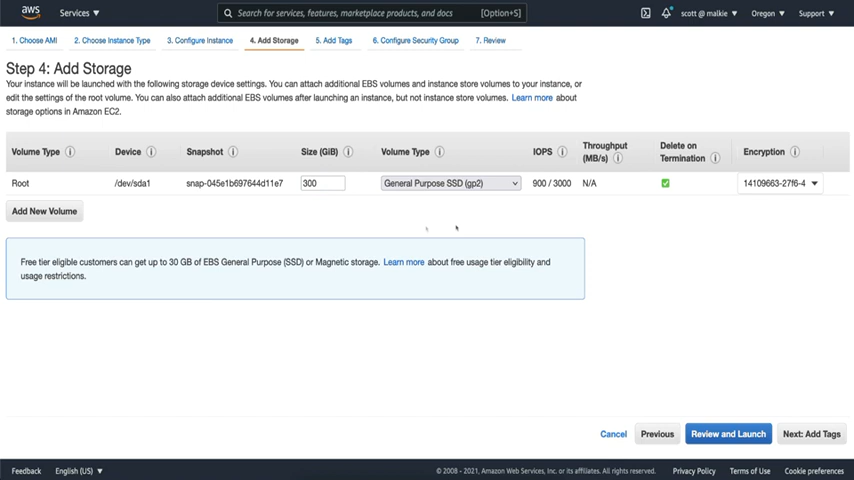 aws Services Search for services, features, marketplace products, and docs [Option+S] scott @ malkie Oregon Support
1. Choose AMI 2. Choose Instance Type 3. Configure Instance 4. Add Storage 5. Add Tags 6. Configure Security Group 7. Review
Step 4: Add Storage
Your instance will be launched with the following storage device settings. You can attach additional EBS volumes and instance store volumes to your instance, or
edit the settings of the root volume. You can also attach additional EBS volumes after launching an instance, but not instance store volumes. Learn more about
storage options in Amazon EC2.
Volume Type Device Snapshot Size (GiB) Volume Type IOPS Throughput (MB/s) Delete on Termination Encryption
Root /dev/sda1 snap-045e1b697644d11e7 300 General Purpose SSD (gp2) 900 / 3000 N/A 14109663-27f6-4
Add New Volume
Free tier eligible customers can get up to 30 GB of EBS General Purpose (SSD) or Magnetic storage. Learn more about free usage tier eligibility and
usage restrictions.
Cancel Previous Review and Launch Next: Add Tags
Feedback English (US) © 2008 - 2021, Amazon Web Services, Inc. or its affiliates. All rights reserved. Privacy Policy Terms of Use Cookie preferences